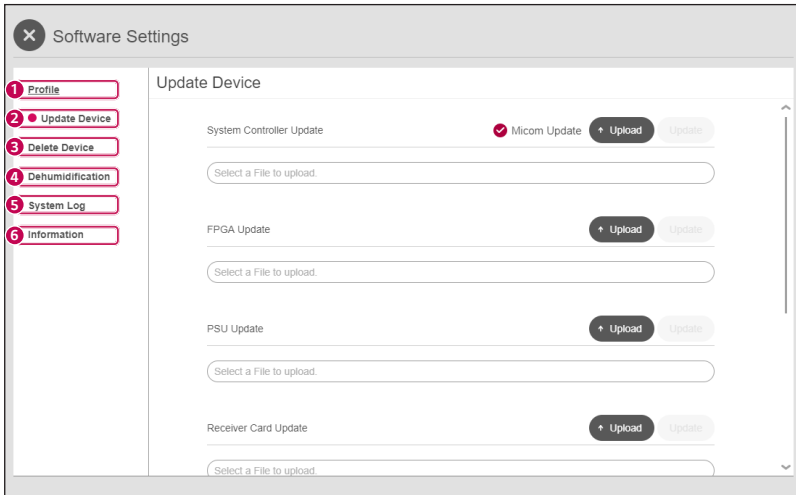 Software Settings
1 Profile
2 Update Device
3 Delete Device
4 Dehumidification
5 System Log
6 Information
Update Device
System Controller Update Micom Update Upload Update
Select a File to upload.
FPGA Update Upload Update
Select a File to upload.
PSU Update Upload Update
Select a File to upload.
Receiver Card Update Upload Update
Select a File to upload.